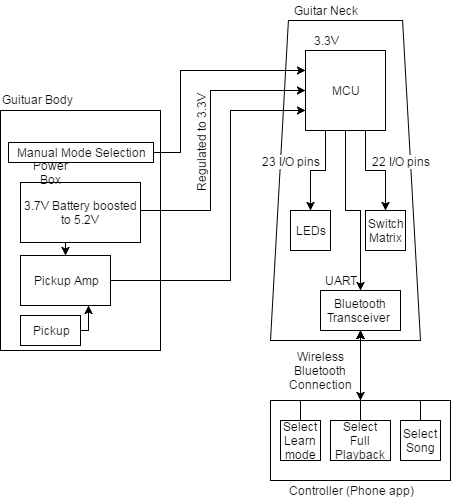 Guitar Neck
3.3V
MCU
Guituar Body
Manual Mode Selection
Power
Box
3.7V Battery boosted
to 5.2V
Regulated to 3.3V
23 I/O pins
22 I/O pins
LEDs
Switch
Matrix
Pickup Amp
Pickup
UART
Bluetooth
Transceiver
Wireless
Bluetooth
Connection
Select
Learn
mode
Select
Full
Playback
Select
Song
Controller (Phone app)